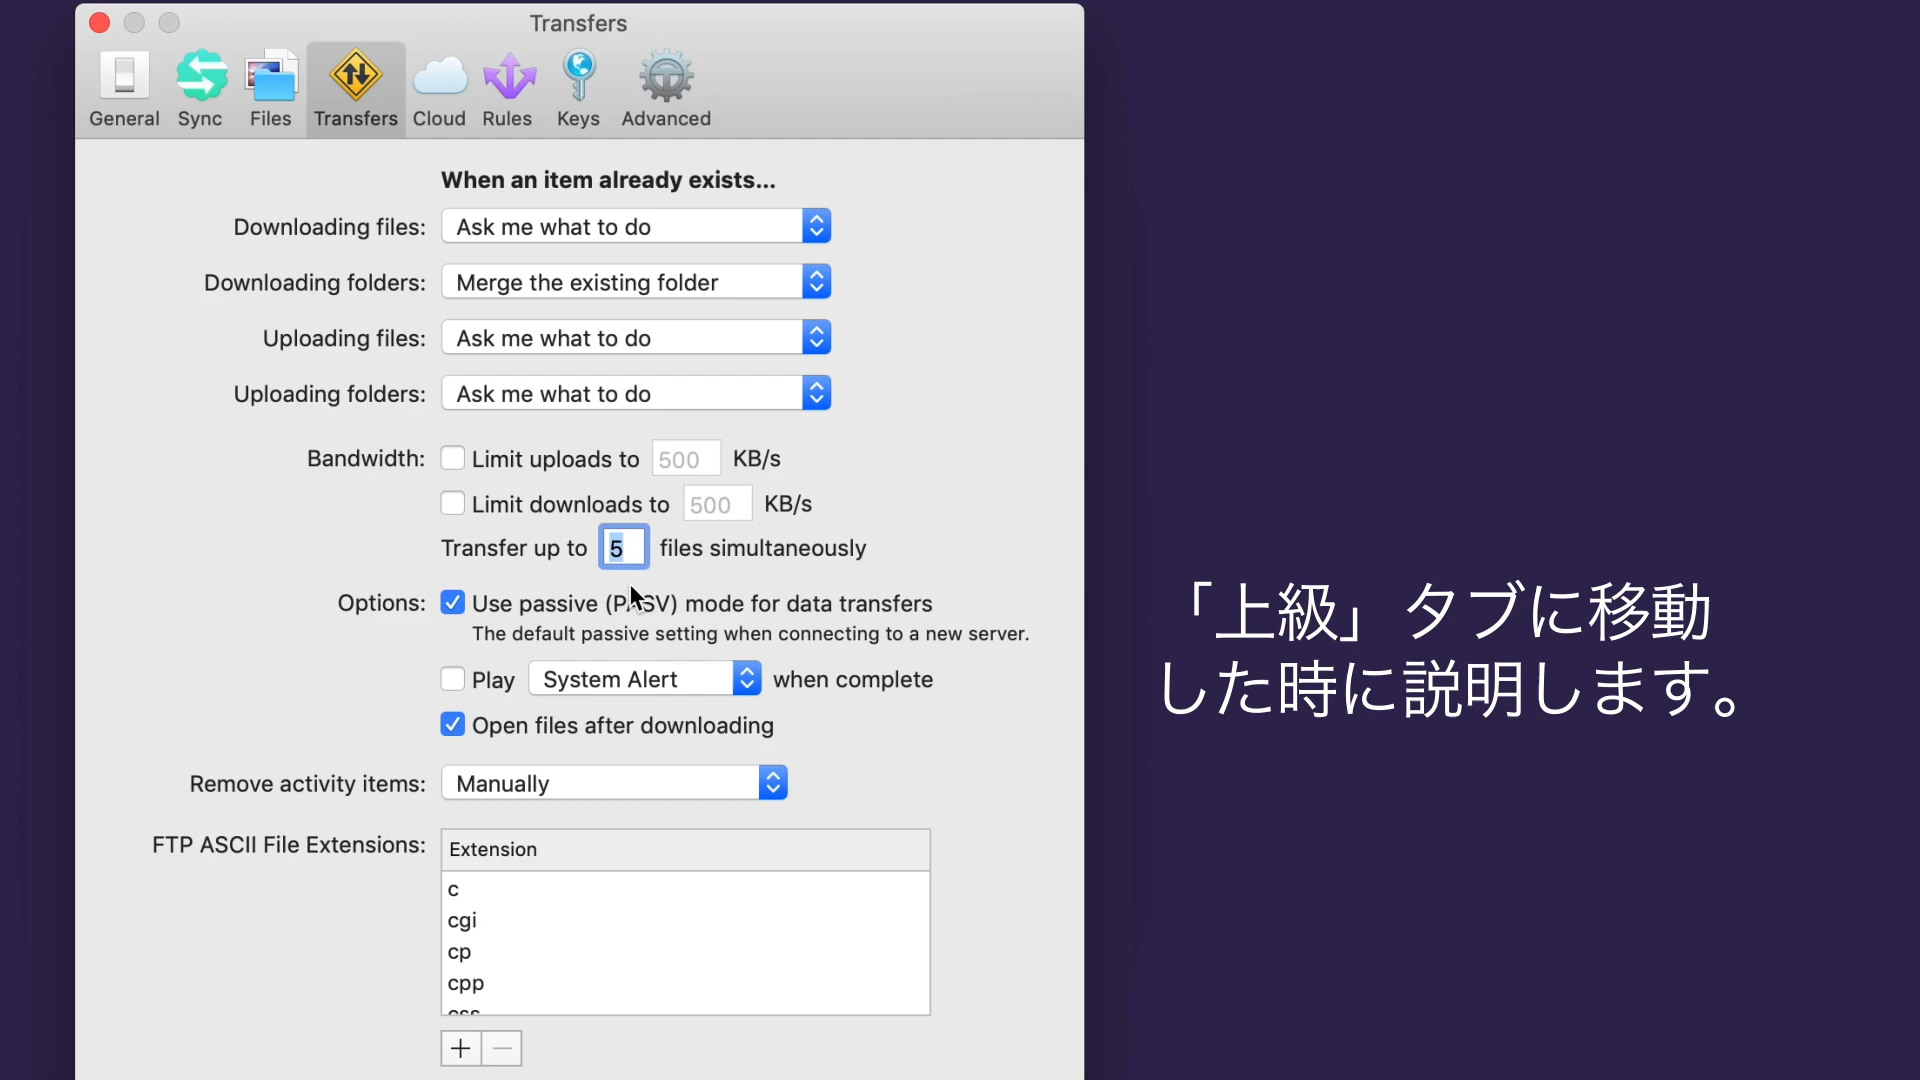 Transfers
General Sync Files Transfers Cloud Rules Keys Advanced
When an item already exists...
Downloading files: Ask me what to do
Downloading folders: Merge the existing folder
Uploading files: Ask me what to do
Uploading folders: Ask me what to do
Bandwidth: Limit uploads to 500 KB/s
Limit downloads to 500 KB/s
Transfer up to 5 files simultaneously
Options: Use passive (PASV) mode for data transfers
The default passive setting when connecting to a new server.
Play System Alert when complete
Open files after downloading
Remove activity items: Manually
FTP ASCII File Extensions: Extension
c
cgi
cp
cpp
css
「上級」タブに移動
した時に説明します。